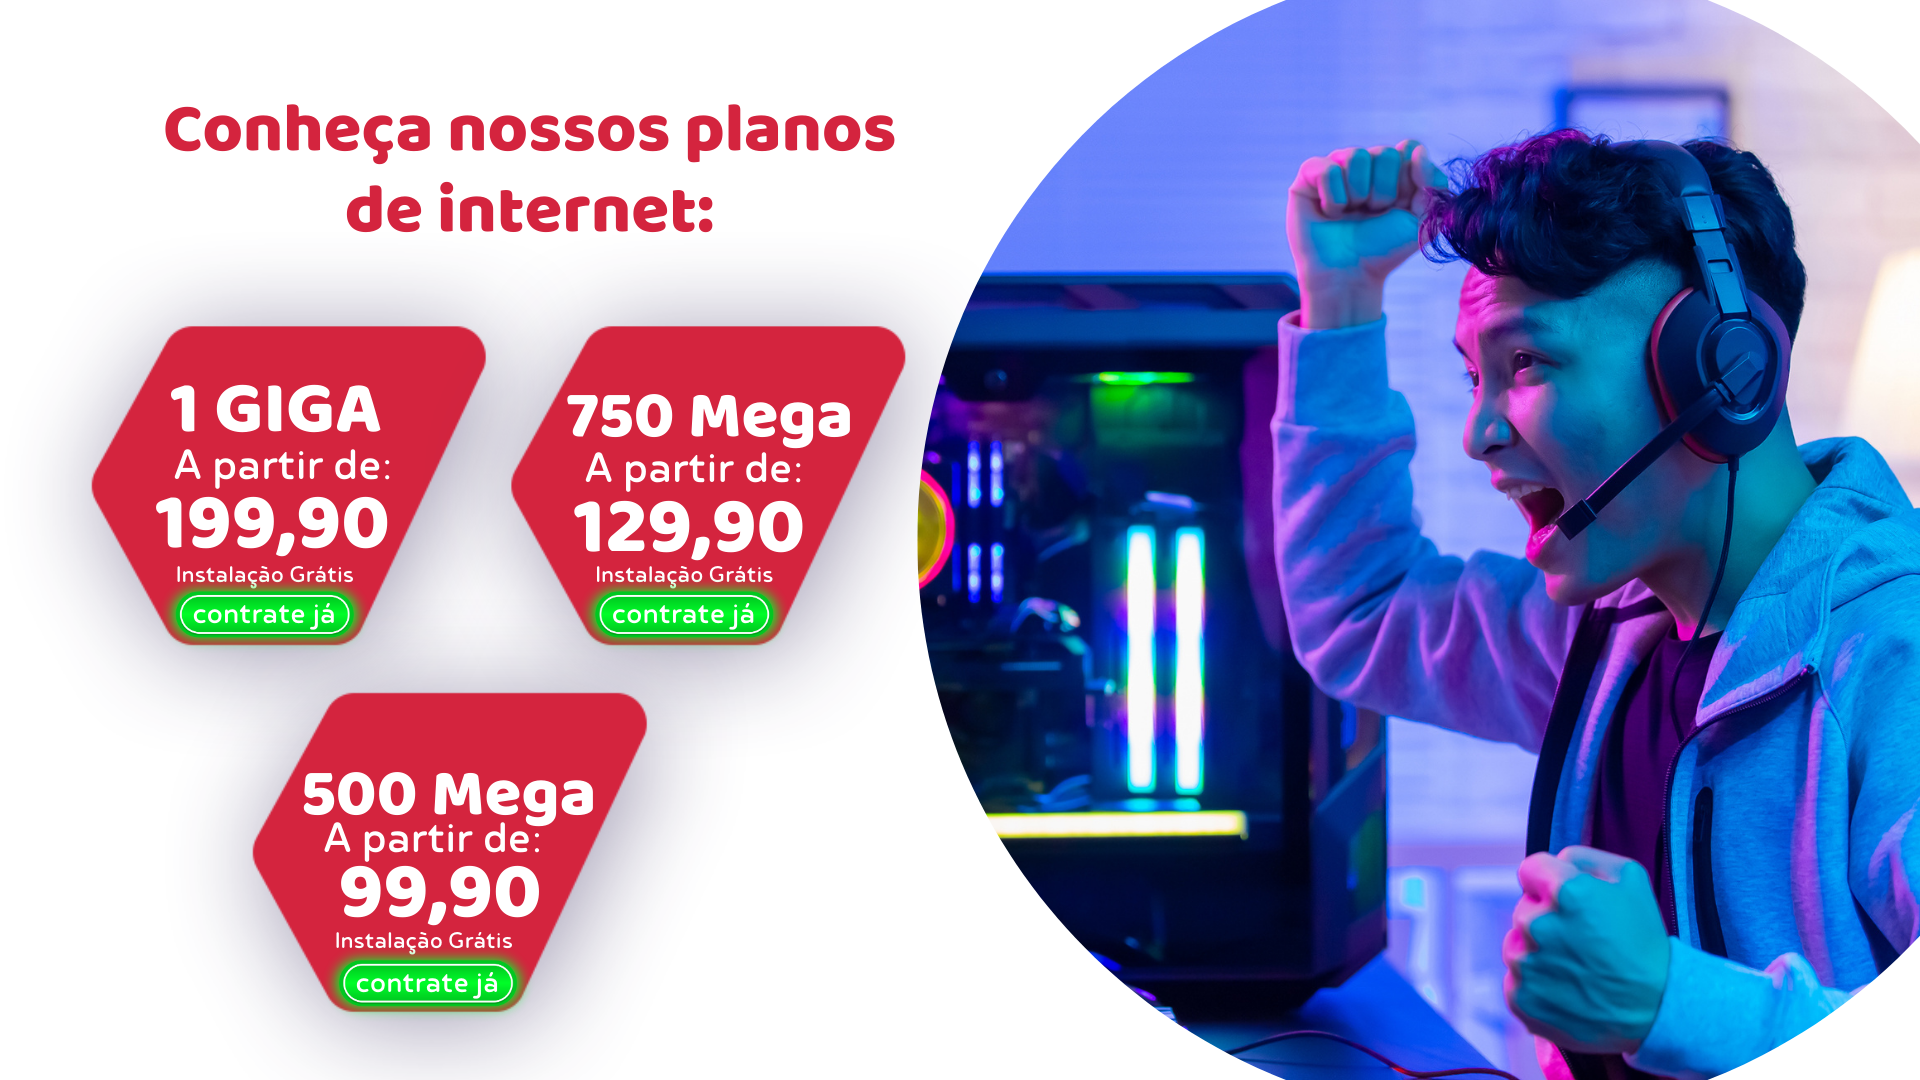 Conheça nossos planos
de internet:
1 GIGA
A partir de:
199,90
Instalação Grátis
contrate já
750 Mega
A partir de:
129,90
Instalação Grátis
contrate já
500 Mega
A partir de:
99,90
Instalação Grátis
contrate já